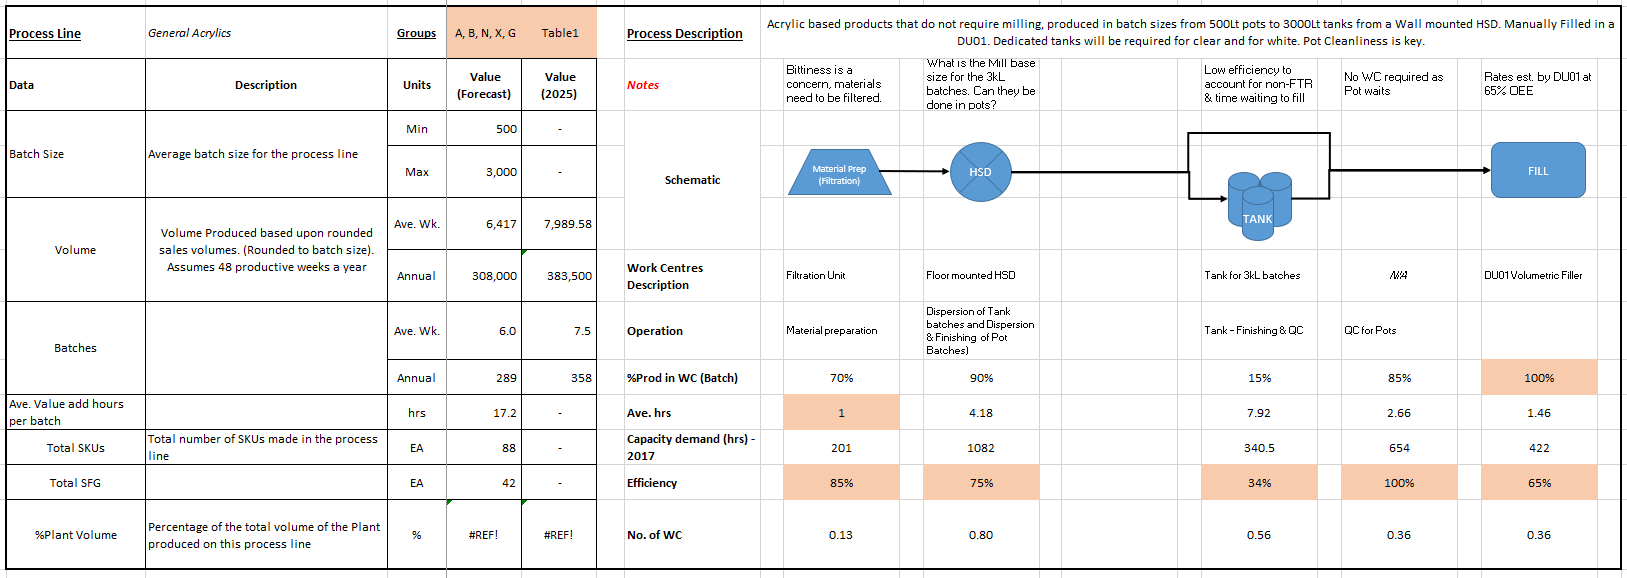 Process Line
General Acrylics
Groups
A, B, N, X, G
Table1
Process Description
Acrylic based products that do not require milling, produced in batch sizes from 500Lt pots to 3000Lt tanks from a Wall mounted HSD. Manually Filled in a
DU01. Dedicated tanks will be required for clear and for white. Pot Cleanliness is key.
Data
Description
Units
Value
(Forecast)
Value
(2025)
Notes
Bittiness is a
concern, materials
need to be filtered.
What is the Mill base
size for the 3kL
batches. Can they be
done in pots?
Low efficiency to
account for non-FTR
& time waiting to fill
No WC required as
Pot waits
Rates est. by DU01 at
65% OEE
Batch Size
Average batch size for the process line
Min
500
-
Max
3,000
-
Schematic
Material Prep
(Filtration)
HSD
TANK
FILL
Volume
Volume Produced based upon rounded
sales volumes. (Rounded to batch size).
Assumes 48 productive weeks a year
Ave. Wk.
6,417
7,989.58
Annual
308,000
383,500
Work Centres
Description
Filtration Unit
Floor mounted HSD
Tank for 3kL batches
N/A
DU01 Volumetric Filler
Batches
Ave. Wk.
6.0
7.5
Operation
Material preparation
Dispersion of Tank
batches and Dispersion
& Finishing of Pot
Batches)
Tank - Finishing & QC
QC for Pots
Annual
289
358
%Prod in WC (Batch)
70%
90%
15%
85%
100%
Ave. Value add hours
per batch
hrs
17.2
-
Ave. hrs
1
4.18
7.92
2.66
1.46
Total SKUs
Total number of SKUs made in the process
line
EA
88
-
Capacity demand (hrs) -
2017
201
1082
340.5
654
422
Total SFG
EA
42
-
Efficiency
85%
75%
34%
100%
65%
%Plant Volume
Percentage of the total volume of the Plant
produced on this process line
%
#REF!
#REF!
No. of WC
0.13
0.80
0.56
0.36
0.36